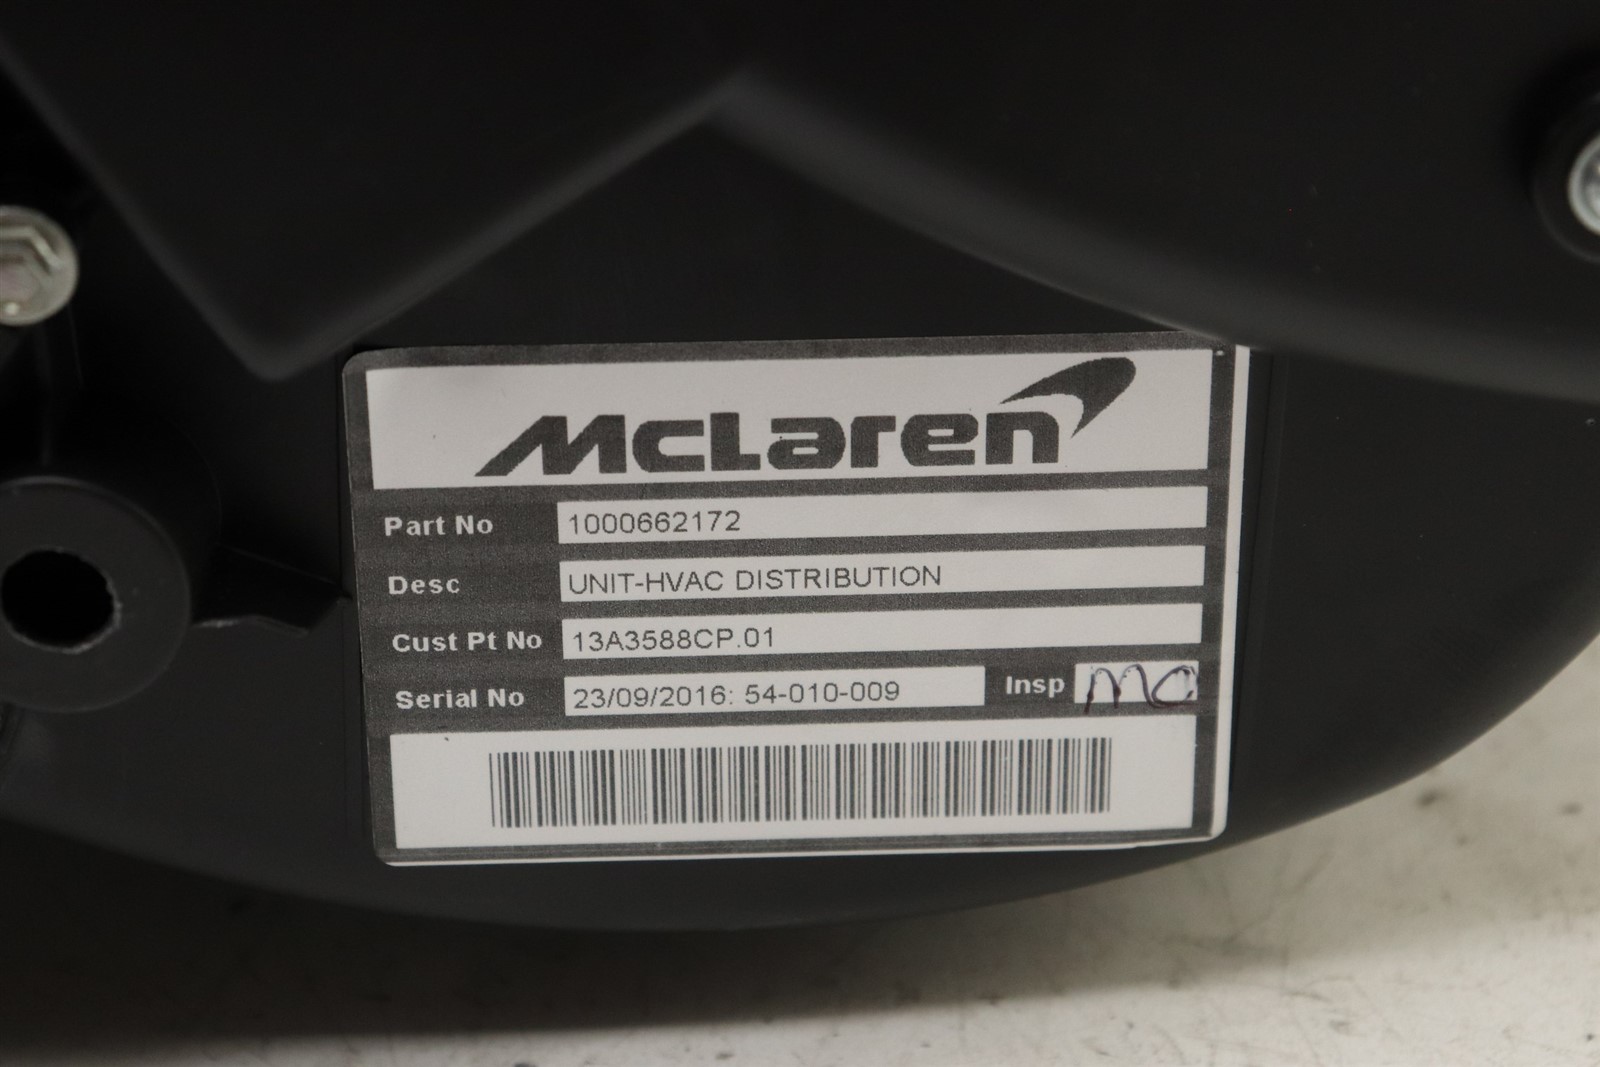 McLaren
Part No 1000662172
Desc UNIT-HVAC DISTRIBUTION
Cust Pt No 13A3588CP.01
Serial No 23/09/2016: 54-010-009 Insp MC